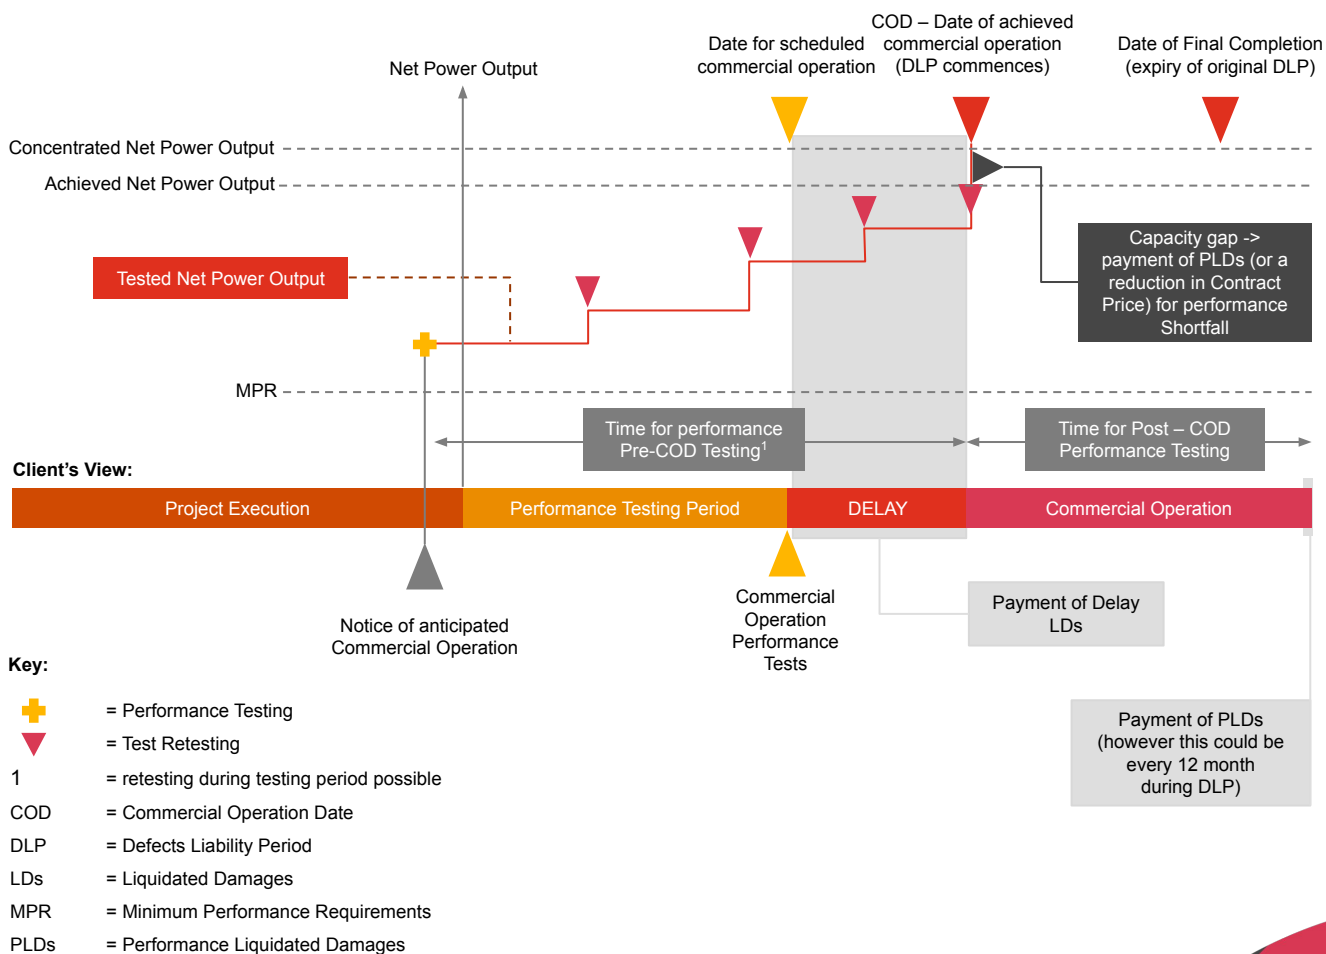 COD – Date of achieved
commercial operation
(DLP commences)
Date for scheduled
commercial operation
Date of Final Completion
(expiry of original DLP)
Net Power Output
Concentrated Net Power Output
Achieved Net Power Output
Tested Net Power Output
Capacity gap ->
payment of PLDs (or a
reduction in Contract
Price) for performance
Shortfall
MPR
Time for performance
Pre-COD Testing1
Time for Post – COD
Performance Testing
Client's View:
Project Execution
Performance Testing Period
DELAY
Commercial Operation
Notice of anticipated
Commercial Operation
Commercial
Operation
Performance
Tests
Payment of Delay
LDs
Payment of PLDs
(however this could be
every 12 month
during DLP)
Key:
= Performance Testing
= Test Retesting
1 = retesting during testing period possible
COD = Commercial Operation Date
DLP = Defects Liability Period
LDs = Liquidated Damages
MPR = Minimum Performance Requirements
PLDs = Performance Liquidated Damages